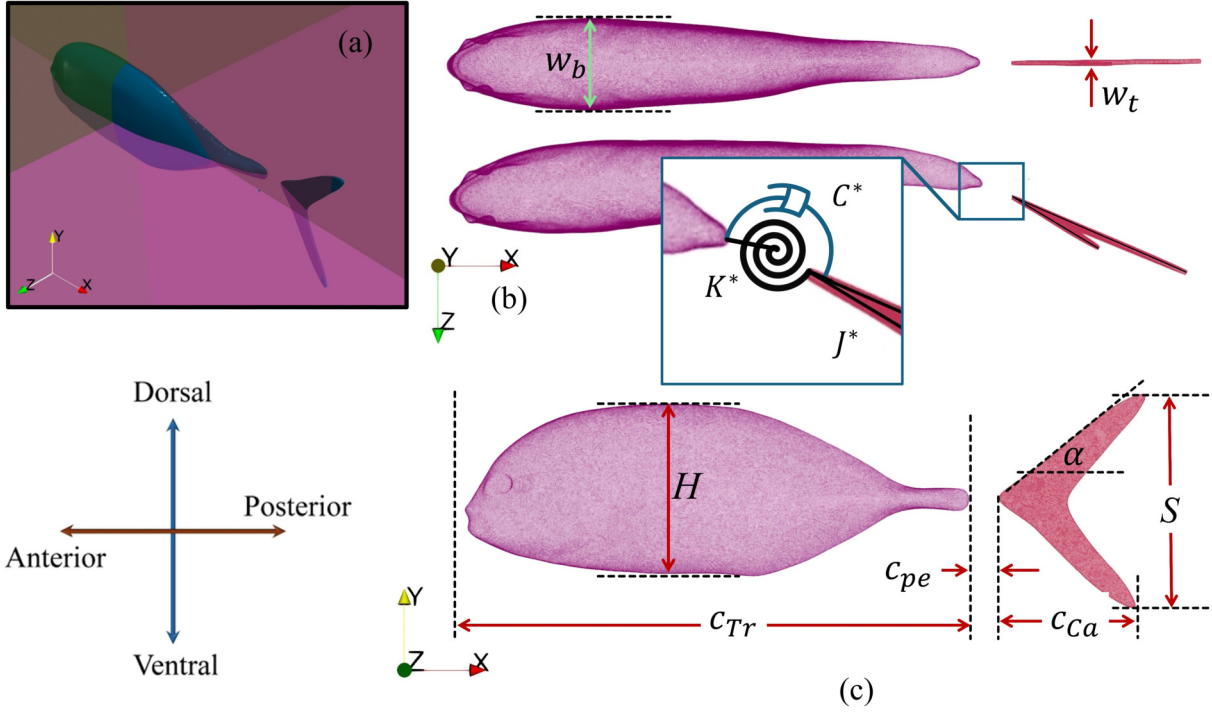 (a)
Y
Z
X
w_b
w_t
C*
K*
J*
Y
X
Z
(b)
Dorsal
Posterior
Anterior
Ventral
H
α
S
c_pe
c_Tr
c_Ca
Y
Z
X
(c)